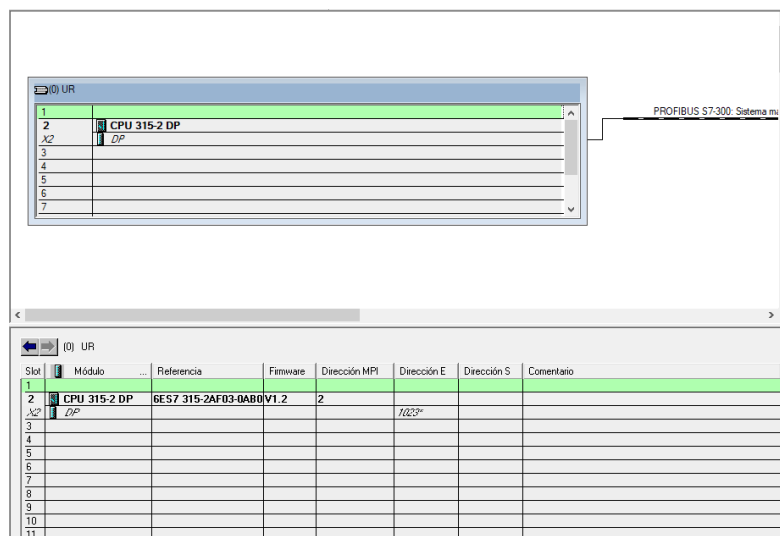 (0) UR
1
2 CPU 315-2 DP
X2 DP
3
4
5
6
7
PROFIBUS S7-300: Sistema ma
(0) UR
Slot Módulo ... Referencia Firmware Dirección MPI Dirección E Dirección S Comentario
1
2 CPU 315-2 DP 6ES7 315-2AF03-0AB0 V1.2 2
X2 DP 1023*
3
4
5
6
7
8
9
10
11